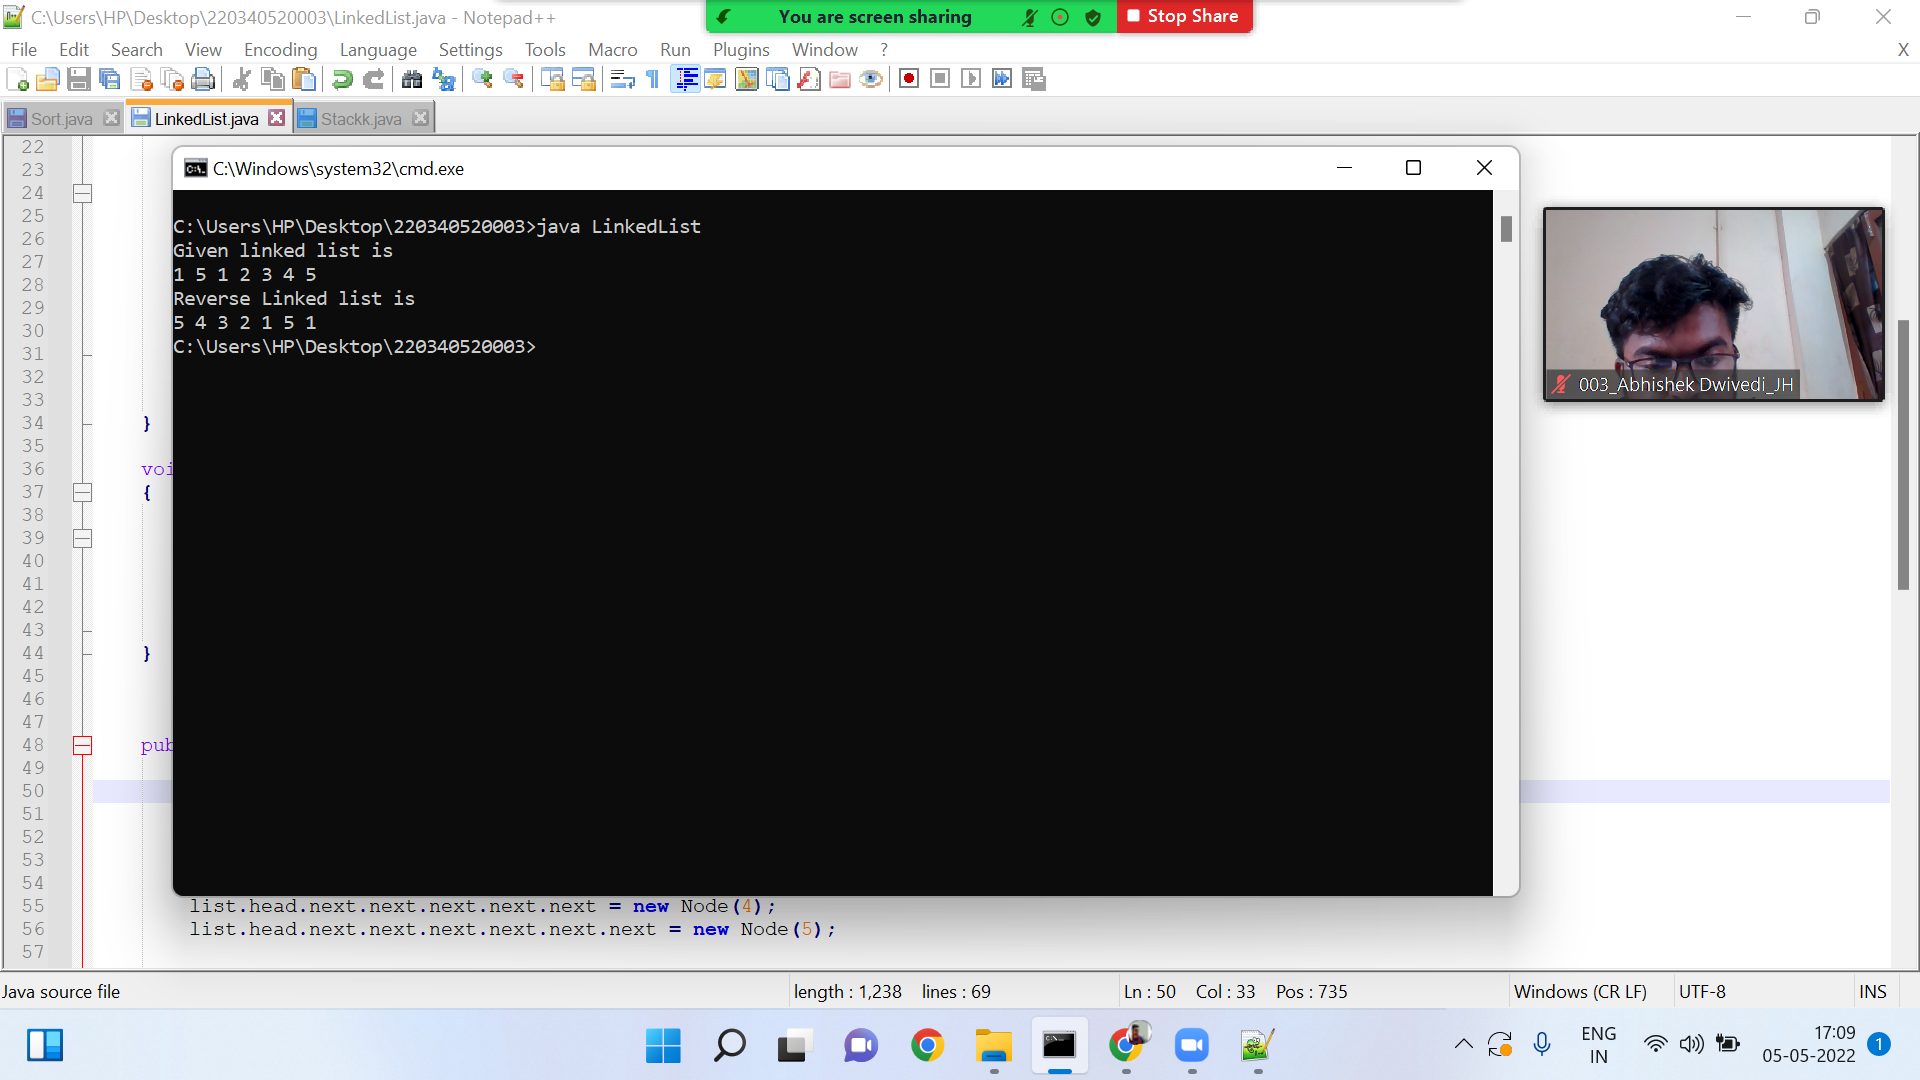 C:\Users\HP\Desktop\220340520003\LinkedList.java - Notepad++
You are screen sharing
Stop Share
File Edit Search View Encoding Language Settings Tools Macro Run Plugins Window ?
X
Sort.java
LinkedList.java
Stackk.java
C:\Windows\system32\cmd.exe
C:\Users\HP\Desktop\220340520003>java LinkedList
Given linked list is
1 5 1 2 3 4 5
Reverse Linked list is
5 4 3 2 1 5 1
C:\Users\HP\Desktop\220340520003>
003_Abhishek Dwivedi_JH
22
23
24
25
26
27
28
29
30
31
32
33
34 }
35
36 voi
37 {
38
39
40
41
42
43
44 }
45
46
47
48 pub
49
50
51
52
53
54
55 list.head.next.next.next.next.next = new Node(4);
56 list.head.next.next.next.next.next.next = new Node(5);
57
Java source file
length : 1,238 lines : 69
Ln : 50 Col : 33 Pos : 735
Windows (CR LF)
UTF-8
INS
ENG
IN
17:09
05-05-2022
1